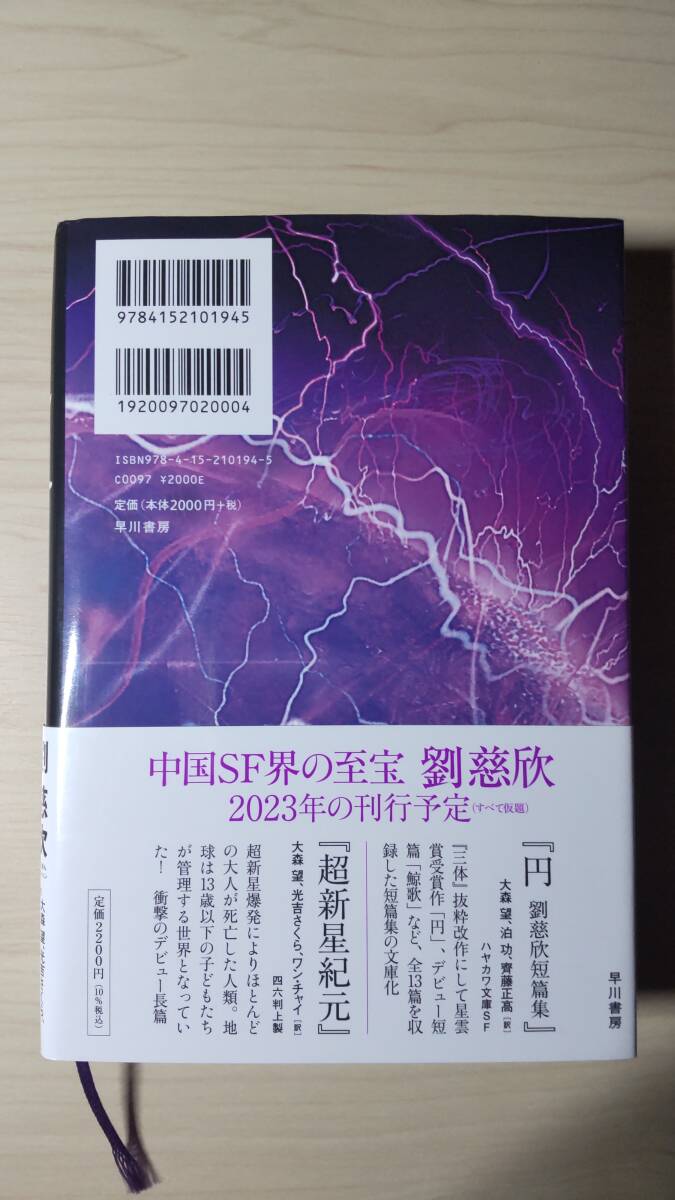 9784152101945
1920097020004
ISBN978-4-15-210194-5
C0097 ¥2000E
定価(本体2000円+税)
早川書房
中国SF界の至宝 劉慈欣
2023年の刊行予定(すべて仮題)
『円 劉慈欣短篇集』
大森 望、泊 功、齊藤正高[訳]
ハヤカワ文庫SF
『三体』抜粋改作にして星雲
賞受賞作「円」、デビュー短
篇「鯨歌」など、全13篇を収
録した短篇集の文庫化
『超新星紀元』
大森 望、光吉さくら、ワン・チャイ[訳]
四六判上製
超新星爆発によりほとんど
の大人が死亡した人類。地
球は13歳以下の子どもたち
が管理する世界となってい
た! 衝撃のデビュー長篇
早川書房
定価2200円(10%税込)
劉慈欣